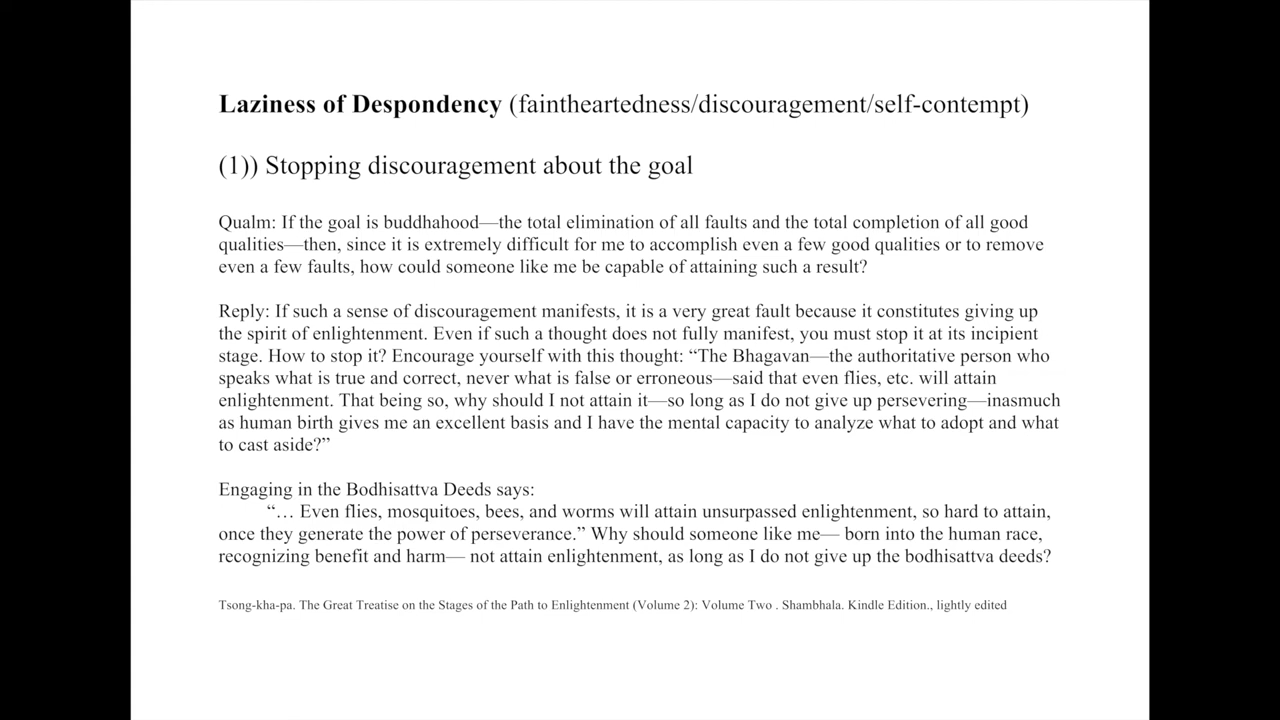 Laziness of Despondency (faintheartedness/discouragement/self-contempt)
(1)) Stopping discouragement about the goal
Qualm: If the goal is buddhahood—the total elimination of all faults and the total completion of all good
qualities—then, since it is extremely difficult for me to accomplish even a few good qualities or to remove
even a few faults, how could someone like me be capable of attaining such a result?
Reply: If such a sense of discouragement manifests, it is a very great fault because it constitutes giving up
the spirit of enlightenment. Even if such a thought does not fully manifest, you must stop it at its incipient
stage. How to stop it? Encourage yourself with this thought: “The Bhagavan—the authoritative person who
speaks what is true and correct, never what is false or erroneous—said that even flies, etc. will attain
enlightenment. That being so, why should I not attain it—so long as I do not give up persevering—inasmuch
as human birth gives me an excellent basis and I have the mental capacity to analyze what to adopt and what
to cast aside?”
Engaging in the Bodhisattva Deeds says:
“… Even flies, mosquitoes, bees, and worms will attain unsurpassed enlightenment, so hard to attain,
once they generate the power of perseverance.” Why should someone like me— born into the human race,
recognizing benefit and harm— not attain enlightenment, as long as I do not give up the bodhisattva deeds?
Tsong-kha-pa. The Great Treatise on the Stages of the Path to Enlightenment (Volume 2): Volume Two . Shambhala. Kindle Edition., lightly edited